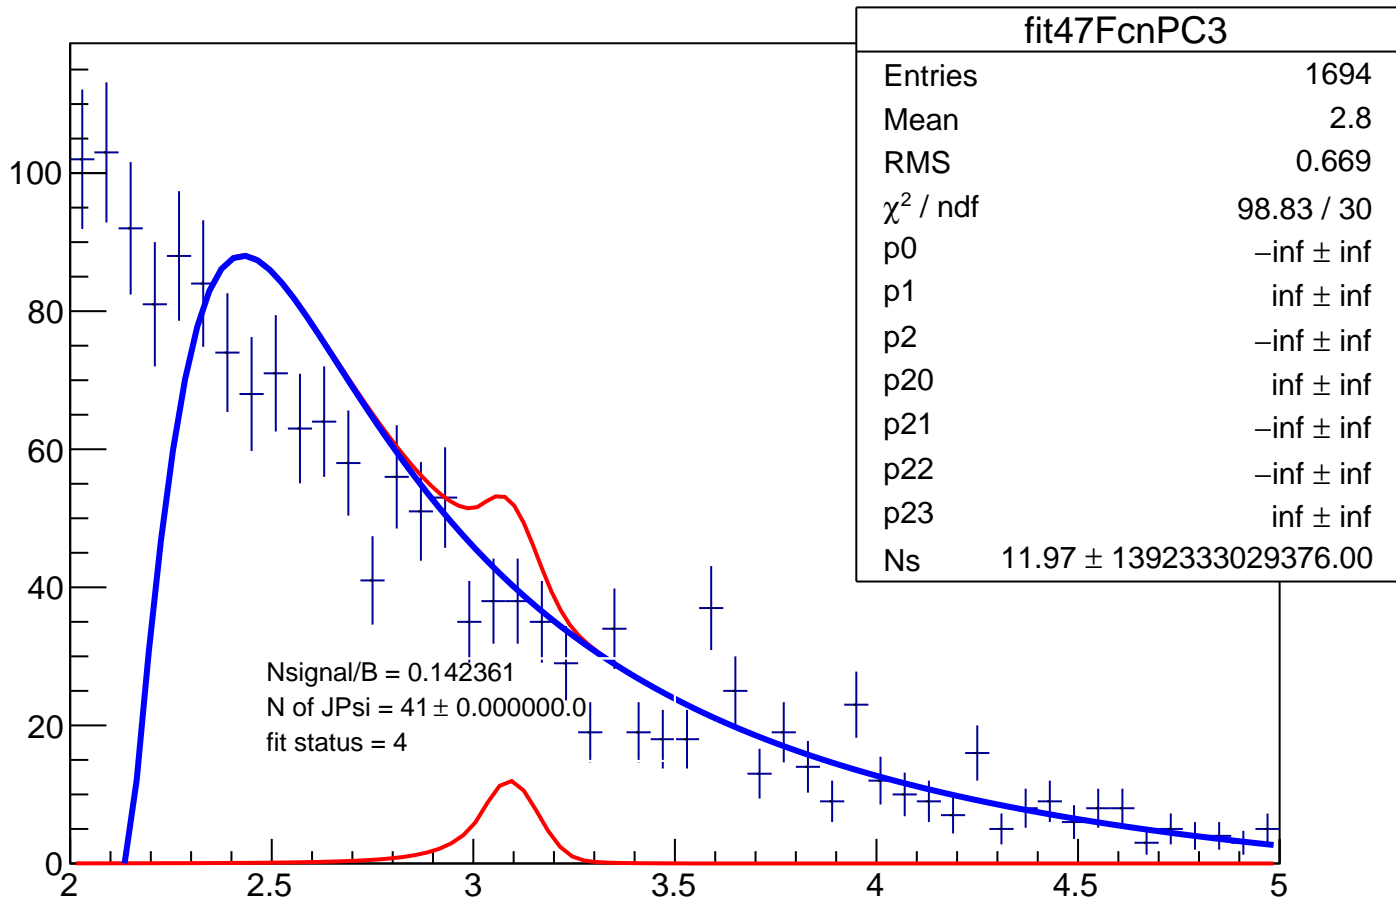 fit47FcnPC3
Entries 1694
Mean 2.8
RMS 0.669
χ² / ndf 98.83 / 30
p0 −inf ± inf
p1 inf ± inf
p2 −inf ± inf
p20 inf ± inf
p21 −inf ± inf
p22 −inf ± inf
p23 inf ± inf
Ns 11.97 ± 1392333029376.00
100
80
60
40
20
0
Nsignal/B = 0.142361
N of JPsi = 41 ± 0.000000.0
fit status = 4
2 2.5 3 3.5 4 4.5 5